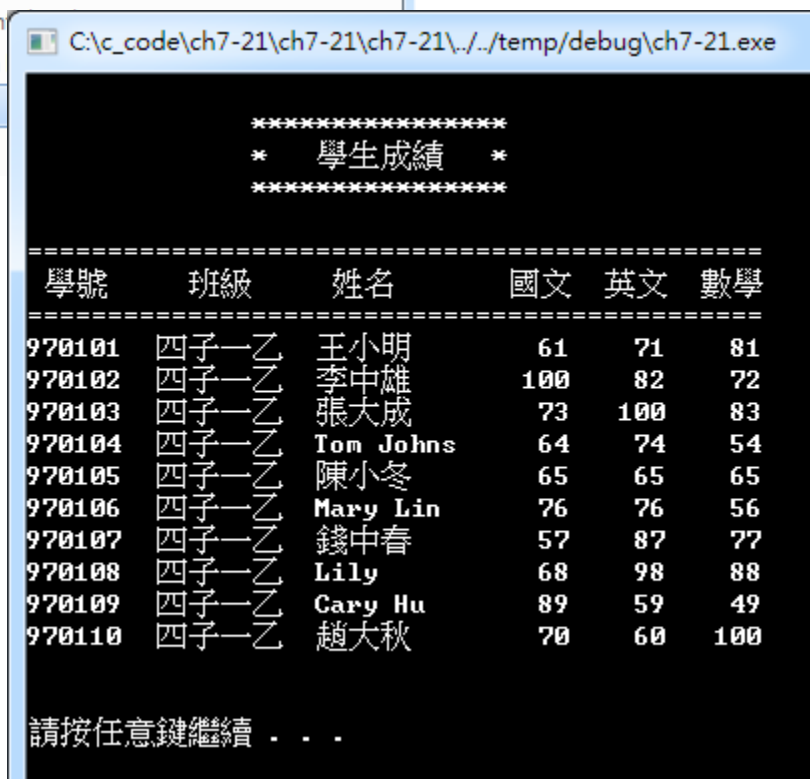 C:\c_code\ch7-21\ch7-21\ch7-21\../../temp/debug\ch7-21.exe
****************
* 學生成績 *
****************
==============================================
學號 班級 姓名 國文 英文 數學
==============================================
970101 四子一乙 王小明 61 71 81
970102 四子一乙 李中雄 100 82 72
970103 四子一乙 張大成 73 100 83
970104 四子一乙 Tom Johns 64 74 54
970105 四子一乙 陳小冬 65 65 65
970106 四子一乙 Mary Lin 76 76 56
970107 四子一乙 錢中春 57 87 77
970108 四子一乙 Lily 68 98 88
970109 四子一乙 Cary Hu 89 59 49
970110 四子一乙 趙大秋 70 60 100
請按任意鍵繼續 . . .